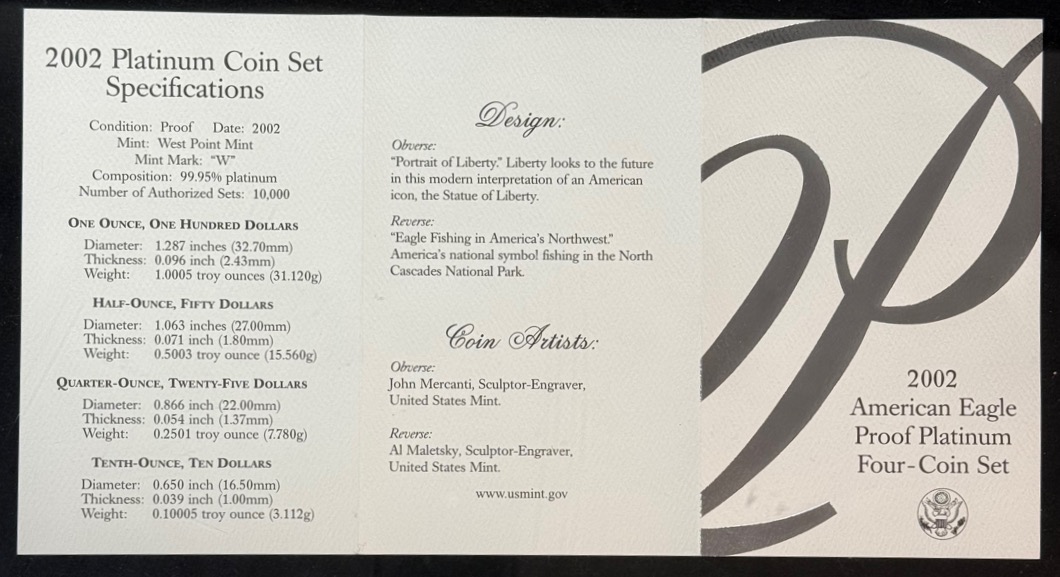 2002 Platinum Coin Set
Specifications
Condition: Proof Date: 2002
Mint: West Point Mint
Mint Mark: "W"
Composition: 99.95% platinum
Number of Authorized Sets: 10,000
One Ounce, One Hundred Dollars
Diameter: 1.287 inches (32.70mm)
Thickness: 0.096 inch (2.43mm)
Weight: 1.0005 troy ounces (31.120g)
Half-Ounce, Fifty Dollars
Diameter: 1.063 inches (27.00mm)
Thickness: 0.071 inch (1.80mm)
Weight: 0.5003 troy ounce (15.560g)
Quarter-Ounce, Twenty-Five Dollars
Diameter: 0.866 inch (22.00mm)
Thickness: 0.054 inch (1.37mm)
Weight: 0.2501 troy ounce (7.780g)
Tenth-Ounce, Ten Dollars
Diameter: 0.650 inch (16.50mm)
Thickness: 0.039 inch (1.00mm)
Weight: 0.10005 troy ounce (3.112g)
Design:
Obverse:
"Portrait of Liberty." Liberty looks to the future
in this modern interpretation of an American
icon, the Statue of Liberty.
Reverse:
"Eagle Fishing in America's Northwest."
America's national symbol fishing in the North
Cascades National Park.
Coin Artists:
Obverse:
John Mercanti, Sculptor-Engraver,
United States Mint.
Reverse:
Al Maletsky, Sculptor-Engraver,
United States Mint.
www.usmint.gov
P
2002
American Eagle
Proof Platinum
Four-Coin Set